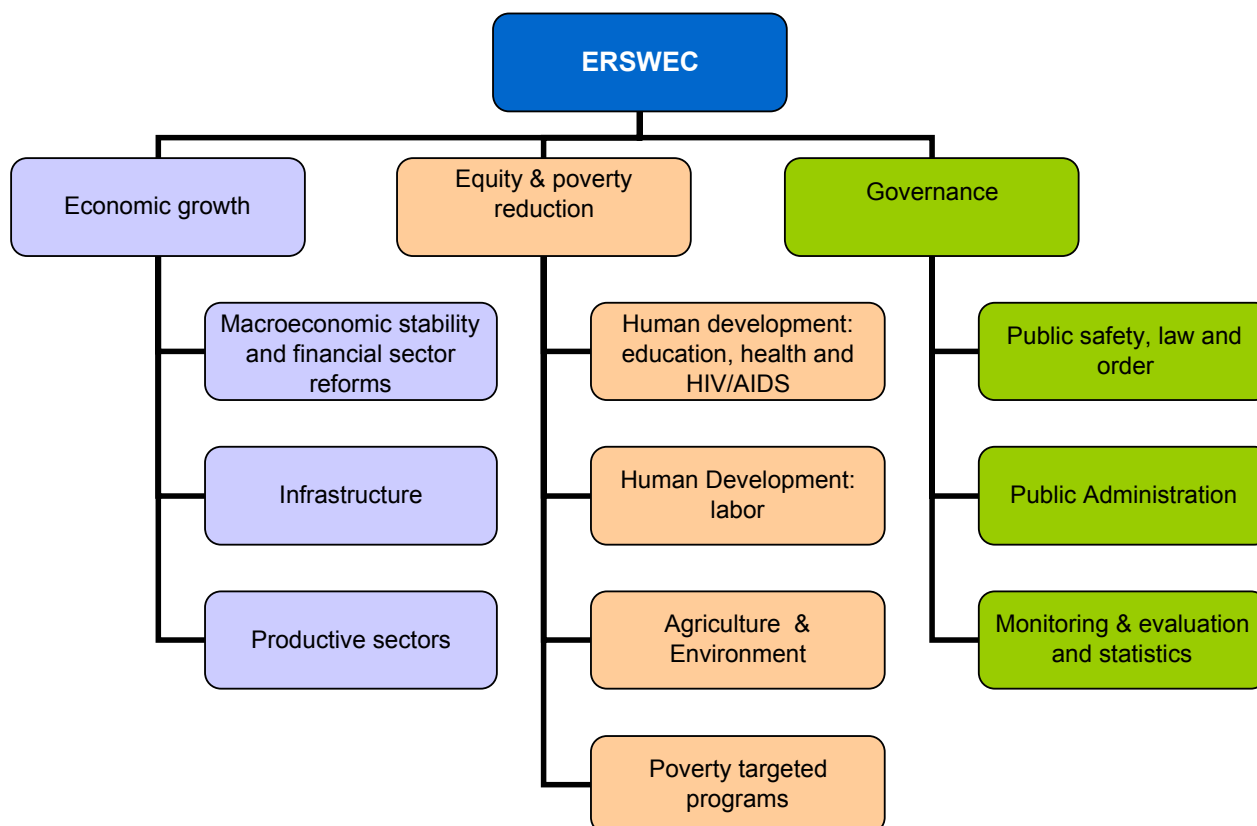 ERSWEC
Economic growth
Equity & poverty
reduction
Governance
Macroeconomic stability
and financial sector
reforms
Infrastructure
Productive sectors
Human development:
education, health and
HIV/AIDS
Human Development:
labor
Agriculture &
Environment
Poverty targeted
programs
Public safety, law and
order
Public Administration
Monitoring & evaluation
and statistics